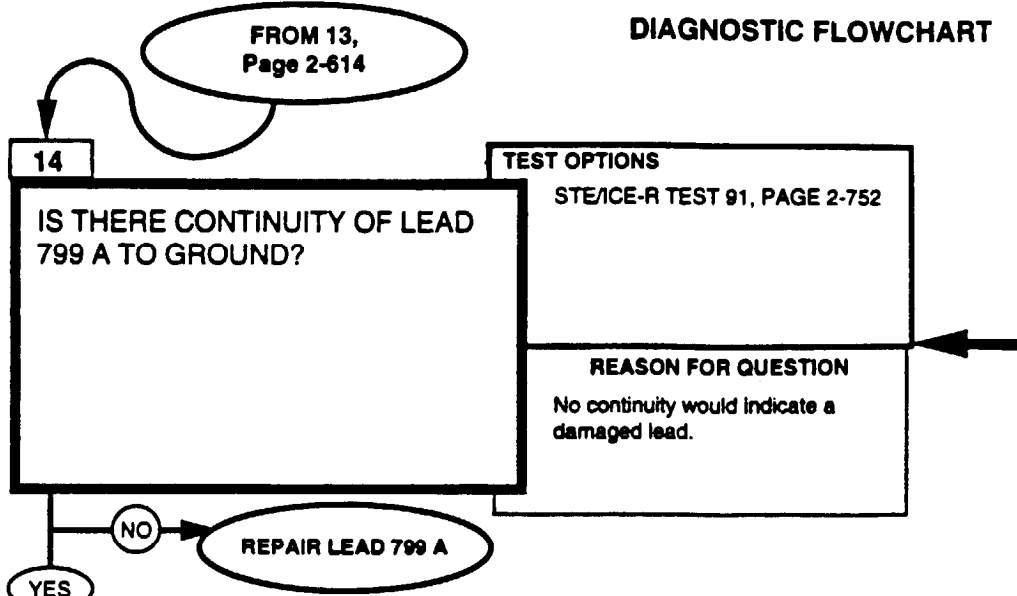 DIAGNOSTIC FLOWCHART
FROM 13,
Page 2-614
14
IS THERE CONTINUITY OF LEAD
799 A TO GROUND?
TEST OPTIONS
STE/ICE-R TEST 91, PAGE 2-752
REASON FOR QUESTION
No continuity would indicate a
damaged lead.
NO
REPAIR LEAD 799 A
YES